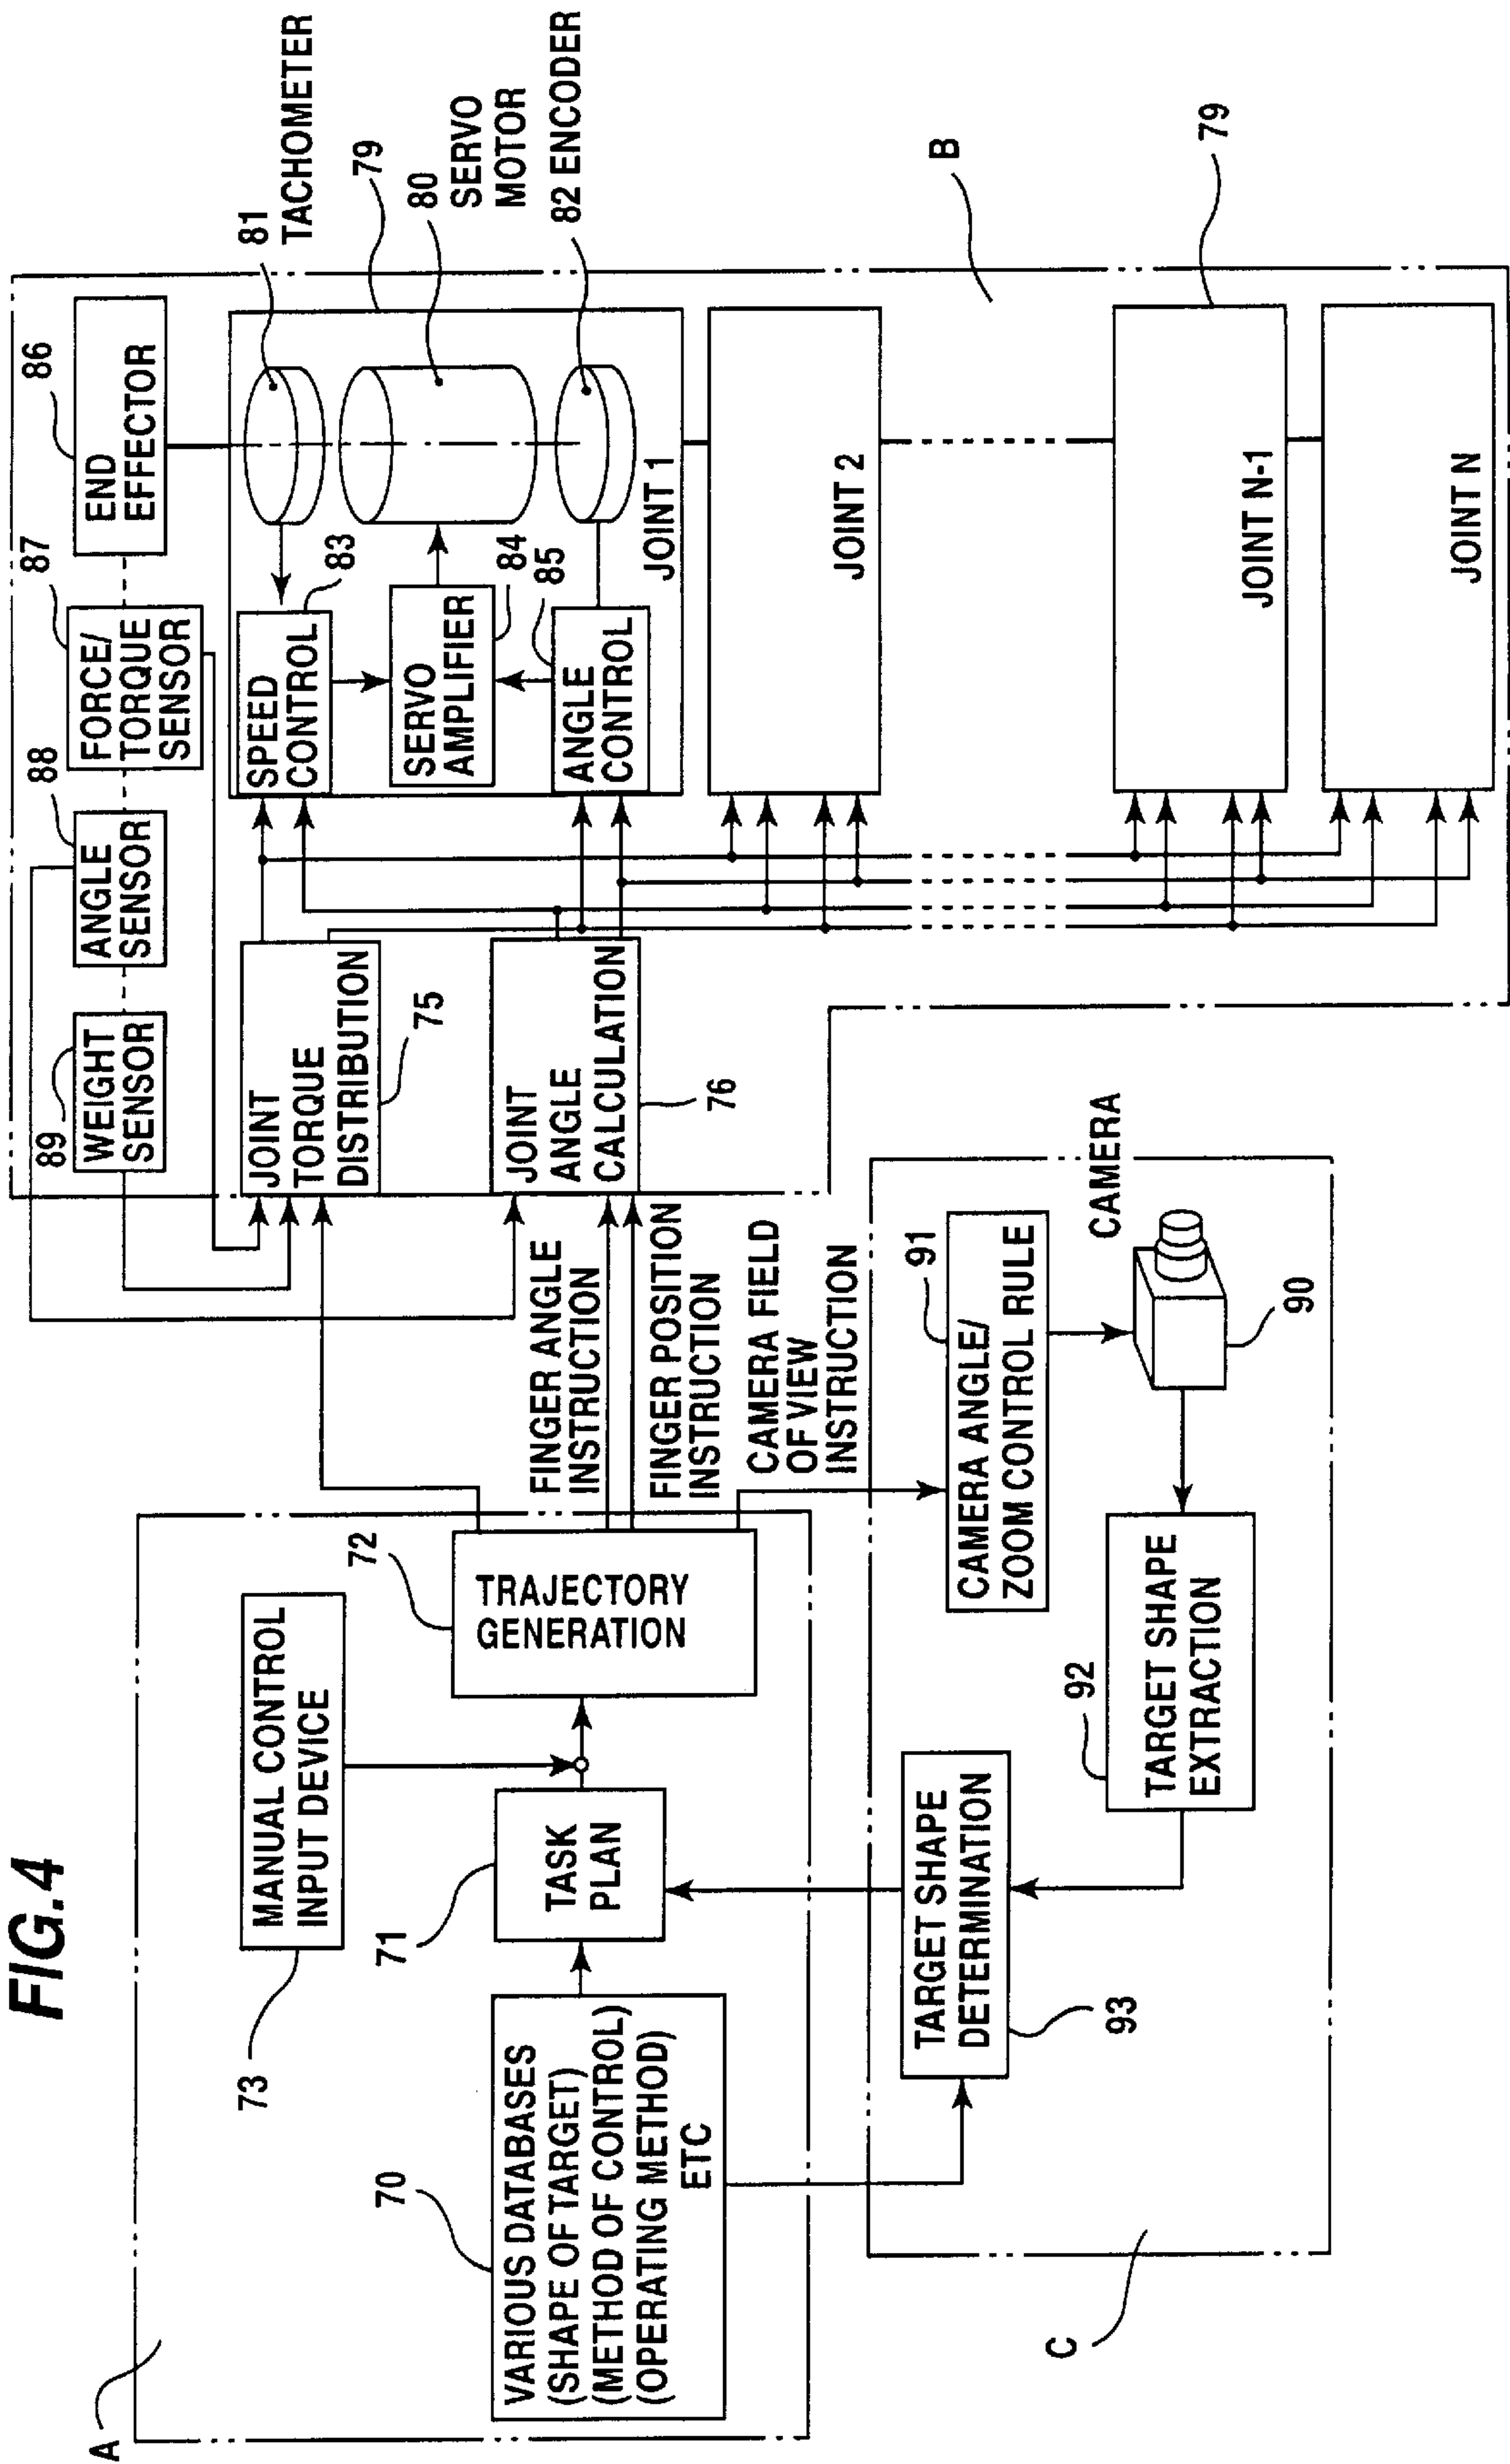 FIG.4
A
73
MANUAL CONTROL
INPUT DEVICE
70
VARIOUS DATABASES
(SHAPE OF TARGET)
(METHOD OF CONTROL)
(OPERATING METHOD)
ETC
71
TASK
PLAN
72
TRAJECTORY
GENERATION
FINGER ANGLE
INSTRUCTION
FINGER POSITION
INSTRUCTION
CAMERA FIELD
OF VIEW
INSTRUCTION
89
WEIGHT
SENSOR
88
ANGLE
SENSOR
87
FORCE/
TORQUE
SENSOR
86
END
EFFECTOR
JOINT
TORQUE
DISTRIBUTION
75
JOINT
ANGLE
CALCULATION
76
SPEED
CONTROL
83
SERVO
AMPLIFIER
84
85
ANGLE
CONTROL
81
TACHOMETER
79
80
SERVO
MOTOR
82 ENCODER
JOINT 1
JOINT 2
B
JOINT N-1
79
JOINT N
C
93
TARGET SHAPE
DETERMINATION
92
TARGET SHAPE
EXTRACTION
91
CAMERA ANGLE/
ZOOM CONTROL RULE
CAMERA
90